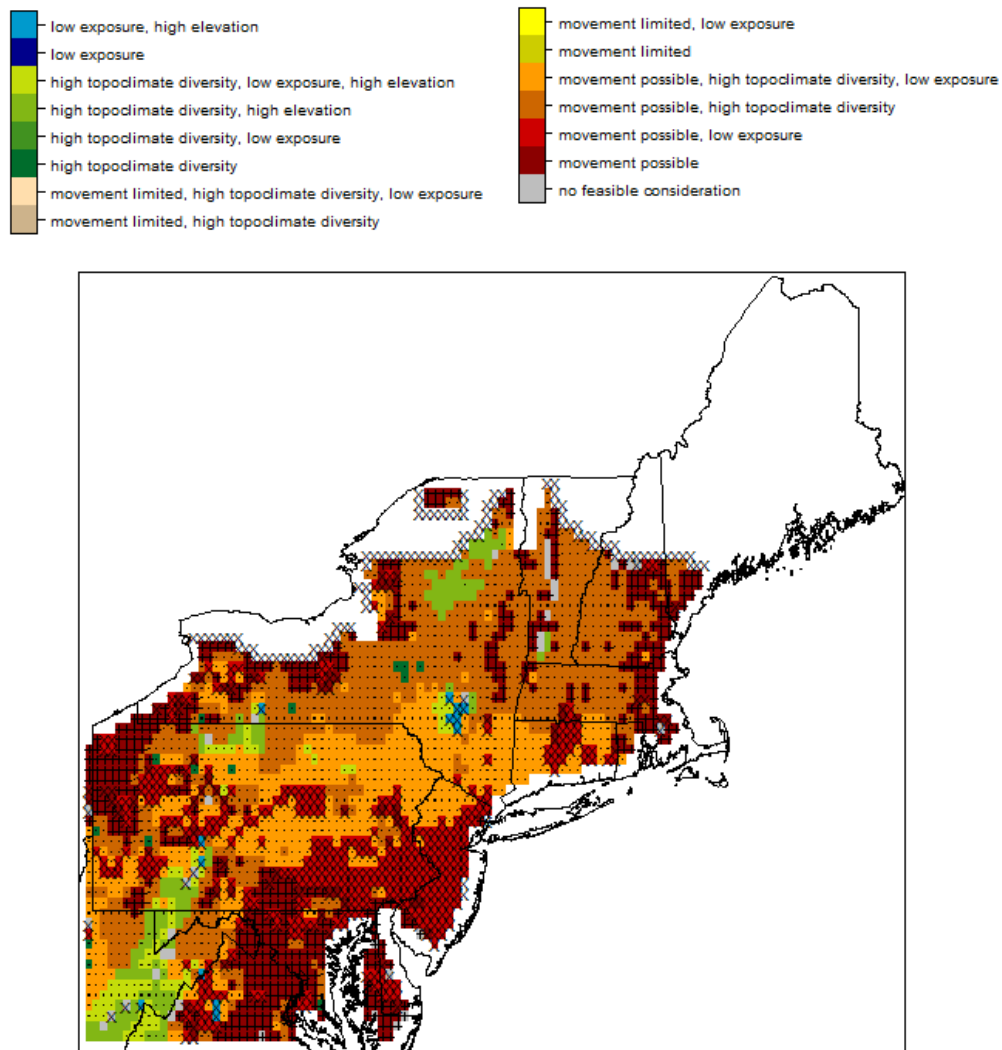 low exposure, high elevation
low exposure
high topoclimate diversity, low exposure, high elevation
high topoclimate diversity, high elevation
high topoclimate diversity, low exposure
high topoclimate diversity
movement limited, high topoclimate diversity, low exposure
movement limited, high topoclimate diversity
movement limited, low exposure
movement limited
movement possible, high topoclimate diversity, low exposure
movement possible, high topoclimate diversity
movement possible, low exposure
movement possible
no feasible consideration